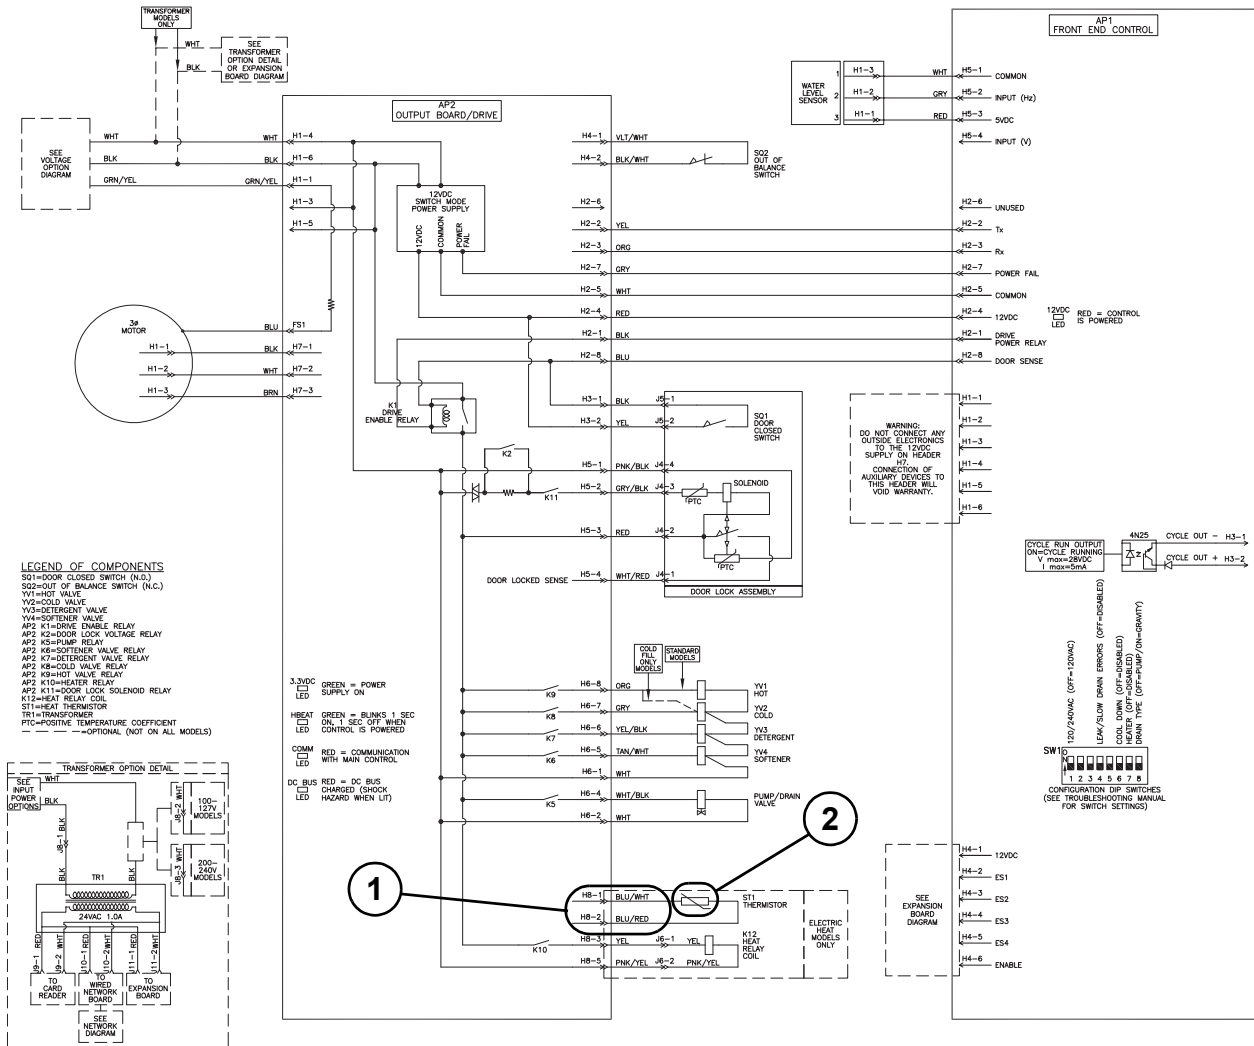 TRANSFORMER
MODELS
ONLY
WHT
BLK
SEE
TRANSFORMER
OPTION DETAIL
OR EXPANSION
BOARD DIAGRAM
SEE
VOLTAGE
OPTION
DIAGRAM
WHT
BLK
GRN/YEL
WHT
BLK
GRN/YEL
AP2
OUTPUT BOARD/DRIVE
H1-4
H1-6
H1-1
H1-3
H1-5
12VDC
SWITCH MODE
POWER SUPPLY
12VDC
COMMON
POWER
FAIL
3ø
MOTOR
H1-1
H1-2
H1-3
BLU
BLK
WHT
BRN
FS1
H7-1
H7-2
H7-3
K1
DRIVE
ENABLE RELAY
K2
K11
H4-1 VLT/WHT
H4-2 BLK/WHT
SQ2
OUT OF
BALANCE
SWITCH
H2-6
H2-2 YEL
H2-3 ORG
H2-7 GRY
H2-5 WHT
H2-4 RED
H2-1 BLK
H2-8 BLU
H3-1 BLK J5-1
H3-2 YEL J5-2
SQ1
DOOR
CLOSED
SWITCH
H5-1 PNK/BLK J4-4
H5-2 GRY/BLK J4-3
PTC
SOLENOID
H5-3 RED J4-2
PTC
DOOR LOCKED SENSE H5-4 WHT/RED J4-1
DOOR LOCK ASSEMBLY
AP1
FRONT END CONTROL
WATER
LEVEL
SENSOR
1 H1-3 WHT H5-1 COMMON
2 H1-2 GRY H5-2 INPUT (Hz)
3 H1-1 RED H5-3 5VDC
H5-4 INPUT (V)
H2-6 UNUSED
H2-2 Tx
H2-3 Rx
H2-7 POWER FAIL
H2-5 COMMON
H2-4 12VDC
H2-1 DRIVE
POWER RELAY
H2-8 DOOR SENSE
12VDC
LED
RED = CONTROL
IS POWERED
WARNING:
DO NOT CONNECT ANY
OUTSIDE ELECTRONICS
TO THE 12VDC
SUPPLY ON HEADER
H7.
CONNECTION OF
AUXILIARY DEVICES TO
THIS HEADER WILL
VOID WARRANTY.
H1-1
H1-2
H1-3
H1-4
H1-5
H1-6
CYCLE RUN OUTPUT
ON=CYCLE RUNNING
V max=28VDC
I max=5mA
4N25
CYCLE OUT - H3-1
CYCLE OUT + H3-2
LEGEND OF COMPONENTS
SQ1=DOOR CLOSED SWITCH (N.O.)
SQ2=OUT OF BALANCE SWITCH (N.C.)
YV1=HOT VALVE
YV2=COLD VALVE
YV3=DETERGENT VALVE
YV4=SOFTENER VALVE
AP2 K1=DRIVE ENABLE RELAY
AP2 K2=DOOR LOCK VOLTAGE RELAY
AP2 K5=PUMP RELAY
AP2 K6=SOFTENER VALVE RELAY
AP2 K7=DETERGENT VALVE RELAY
AP2 K8=COLD VALVE RELAY
AP2 K9=HOT VALVE RELAY
AP2 K10=HEATER RELAY
AP2 K11=DOOR LOCK SOLENOID RELAY
K12=HEAT RELAY COIL
ST1=HEAT THERMISTOR
TR1=TRANSFORMER
PTC=POSITIVE TEMPERATURE COEFFICIENT
=OPTIONAL (NOT ON ALL MODELS)
3.3VDC
LED
GREEN = POWER
SUPPLY ON
HBEAT
LED
GREEN = BLINKS 1 SEC
ON, 1 SEC OFF WHEN
CONTROL IS POWERED
COMM
LED
RED = COMMUNICATION
WITH MAIN CONTROL
DC BUS
LED
RED = DC BUS
CHARGED (SHOCK
HAZARD WHEN LIT)
COLD
FILL
ONLY
MODELS
STANDARD
MODELS
K9 H6-8 ORG
YV1
HOT
K8 H6-7 GRY
YV2
COLD
K7 H6-6 YEL/BLK
YV3
DETERGENT
K6 H6-5 TAN/WHT
YV4
SOFTENER
H6-1 WHT
K5 H6-4 WHT/BLK
PUMP/DRAIN
VALVE
H6-2 WHT
1
2
H8-1 BLU/WHT
ST1
THERMISTOR
H8-2 BLU/RED
K10 H8-3 YEL J6-1 YEL
K12
HEAT
RELAY
COIL
H8-5 PNK/YEL J6-2 PNK/YEL
ELECTRIC
HEAT
MODELS
ONLY
120/240VAC (OFF=120VAC)
LEAK/SLOW DRAIN ERRORS (OFF=DISABLED)
COOL DOWN (OFF=DISABLED)
HEATER (OFF=DISABLED)
DRAIN TYPE (OFF=PUMP/ON=GRAVITY)
SW1
ON
1 2 3 4 5 6 7 8
CONFIGURATION DIP SWITCHES
(SEE TROUBLESHOOTING MANUAL
FOR SWITCH SETTINGS)
SEE
EXPANSION
BOARD
DIAGRAM
H4-1 12VDC
H4-2 ES1
H4-3 ES2
H4-4 ES3
H4-5 ES4
H4-6 ENABLE
TRANSFORMER OPTION DETAIL
SEE
INPUT
POWER
OPTIONS
WHT
BLK
J8-1 BLK
J8-2 WHT
100-
127V
MODELS
J8-3 WHT
200-
240V
MODELS
BLK
BLK
TR1
24VAC 1.0A
J9-1 RED
J9-2 WHT
J10-1 RED
J10-2 WHT
J11-1 RED
J11-2 WHT
TO
CARD
READER
TO
WIRED
NETWORK
BOARD
TO
EXPANSION
BOARD
SEE
NETWORK
DIAGRAM